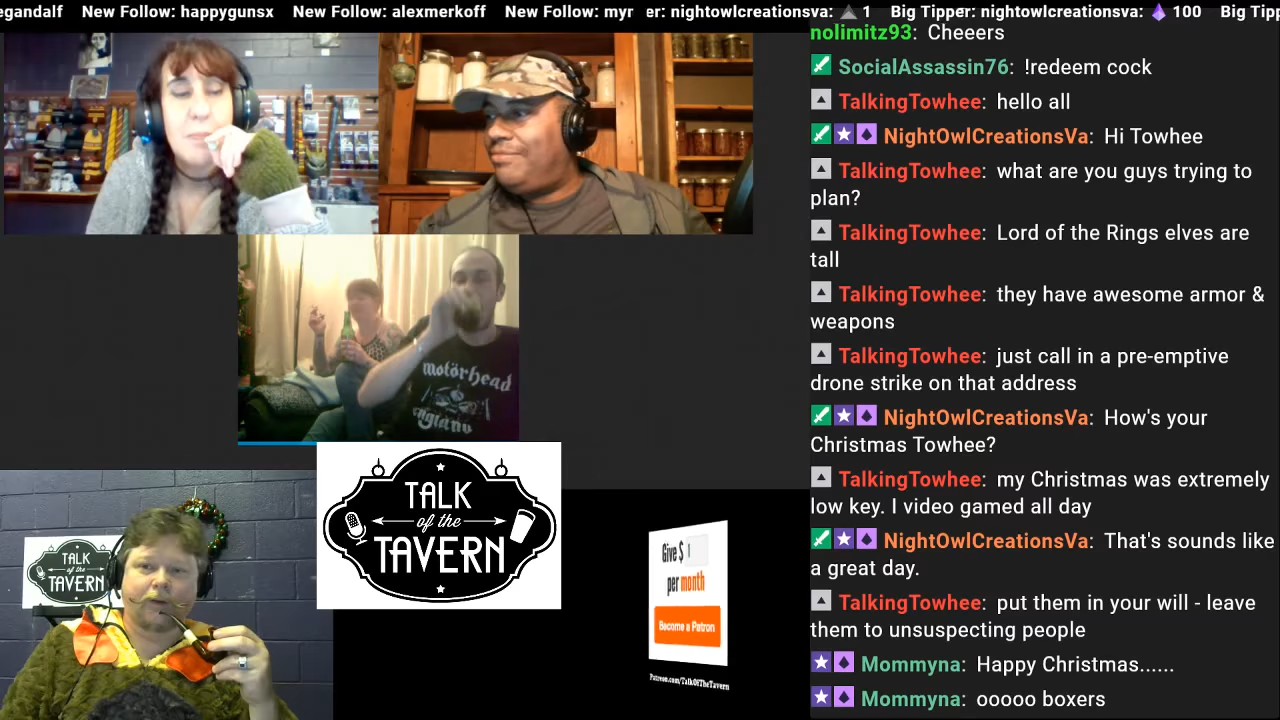 egandalf New Follow: happygunsx New Follow: alexmerkoff New Follow: myr er: nightowlcreationsva: 1 Big Tipper: nightowlcreationsva: 100 Big Tipp
nolimitz93: Cheeers
SocialAssassin76: !redeem cock
TalkingTowhee: hello all
NightOwlCreationsVa: Hi Towhee
TalkingTowhee: what are you guys trying to
plan?
TalkingTowhee: Lord of the Rings elves are
tall
TalkingTowhee: they have awesome armor &
weapons
TalkingTowhee: just call in a pre-emptive
drone strike on that address
NightOwlCreationsVa: How's your
Christmas Towhee?
TalkingTowhee: my Christmas was extremely
low key. I video gamed all day
NightOwlCreationsVa: That's sounds like
a great day.
TalkingTowhee: put them in your will - leave
them to unsuspecting people
Mommyna: Happy Christmas......
Mommyna: ooooo boxers
motörhead
England
TALK
of the
TAVERN
TALK
of the
TAVERN
Give $ 1
per month
Become a Patron
Patreon.com/TalkOfTheTavern